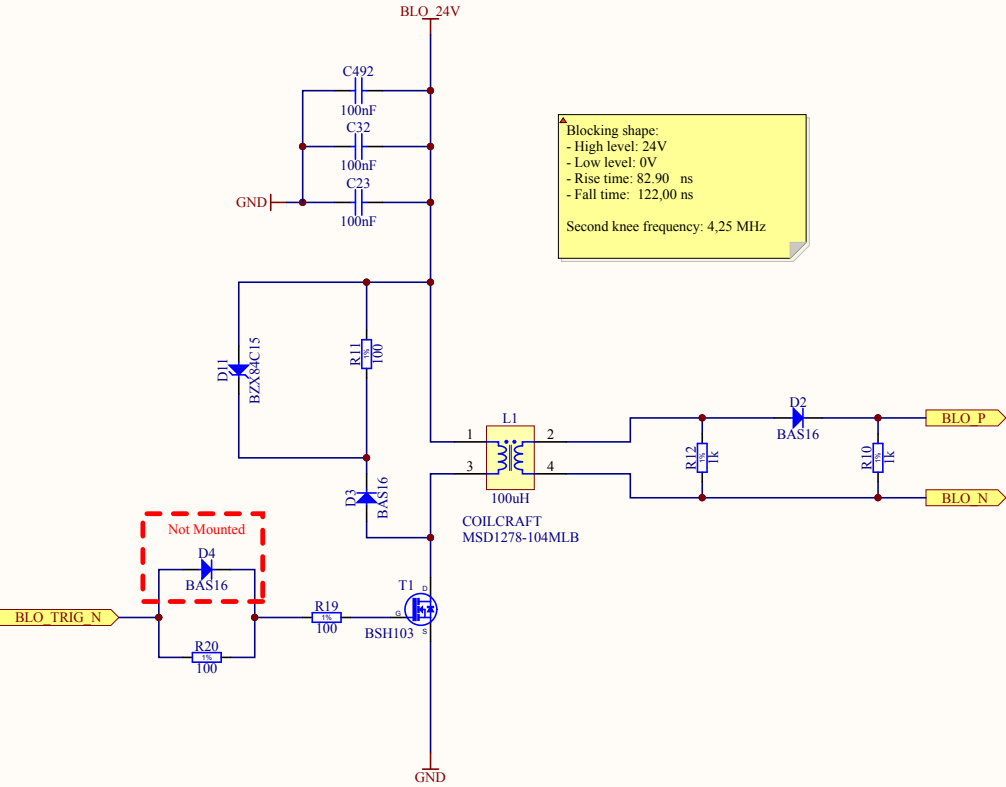 BLO_24V
C492
100nF
C32
100nF
C23
GND
100nF
Blocking shape:
- High level: 24V
- Low level: 0V
- Rise time: 82.90 ns
- Fall time: 122,00 ns
Second knee frequency: 4,25 MHz
D11
BZX84C15
R11
1%
100
L1
1
2
3
4
100uH
COILCRAFT
MSD1278-104MLB
D2
BAS16
R12
1%
1k
R10
1%
1k
BLO_P
BLO_N
D3
BAS16
Not Mounted
D4
BAS16
BLO_TRIG_N
R20
1%
100
R19
1%
100
T1
D
G
S
BSH103
GND